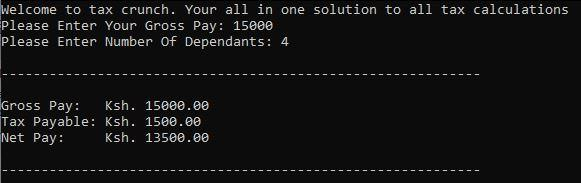 Welcome to tax crunch. Your all in one solution to all tax calculations
Please Enter Your Gross Pay: 15000
Please Enter Number Of Dependants: 4
------------------------------------------------------------
Gross Pay:   Ksh. 15000.00
Tax Payable: Ksh. 1500.00
Net Pay:     Ksh. 13500.00
------------------------------------------------------------